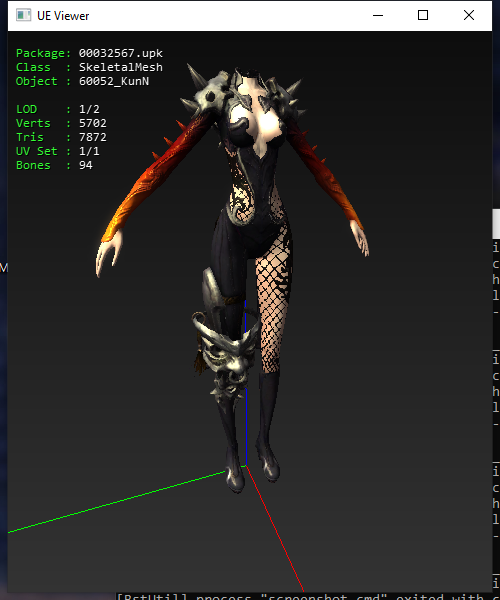 UE Viewer
Package: 00032567.upk
Class : SkeletalMesh
Object : 60052_KunN
LOD : 1/2
Verts : 5702
Tris : 7872
UV Set : 1/1
Bones : 94
M
i
c
h
l
-
i
c
h
l
-
i
c
h
l
-
i
[BstUtil] process "screenshot.cmd" exited with c